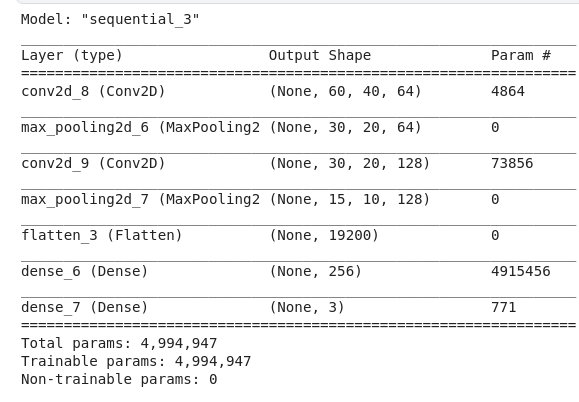 Model: "sequential_3"
Layer (type) Output Shape Param #
conv2d_8 (Conv2D) (None, 60, 40, 64) 4864
max_pooling2d_6 (MaxPooling2 (None, 30, 20, 64) 0
conv2d_9 (Conv2D) (None, 30, 20, 128) 73856
max_pooling2d_7 (MaxPooling2 (None, 15, 10, 128) 0
flatten_3 (Flatten) (None, 19200) 0
dense_6 (Dense) (None, 256) 4915456
dense_7 (Dense) (None, 3) 771
Total params: 4,994,947
Trainable params: 4,994,947
Non-trainable params: 0